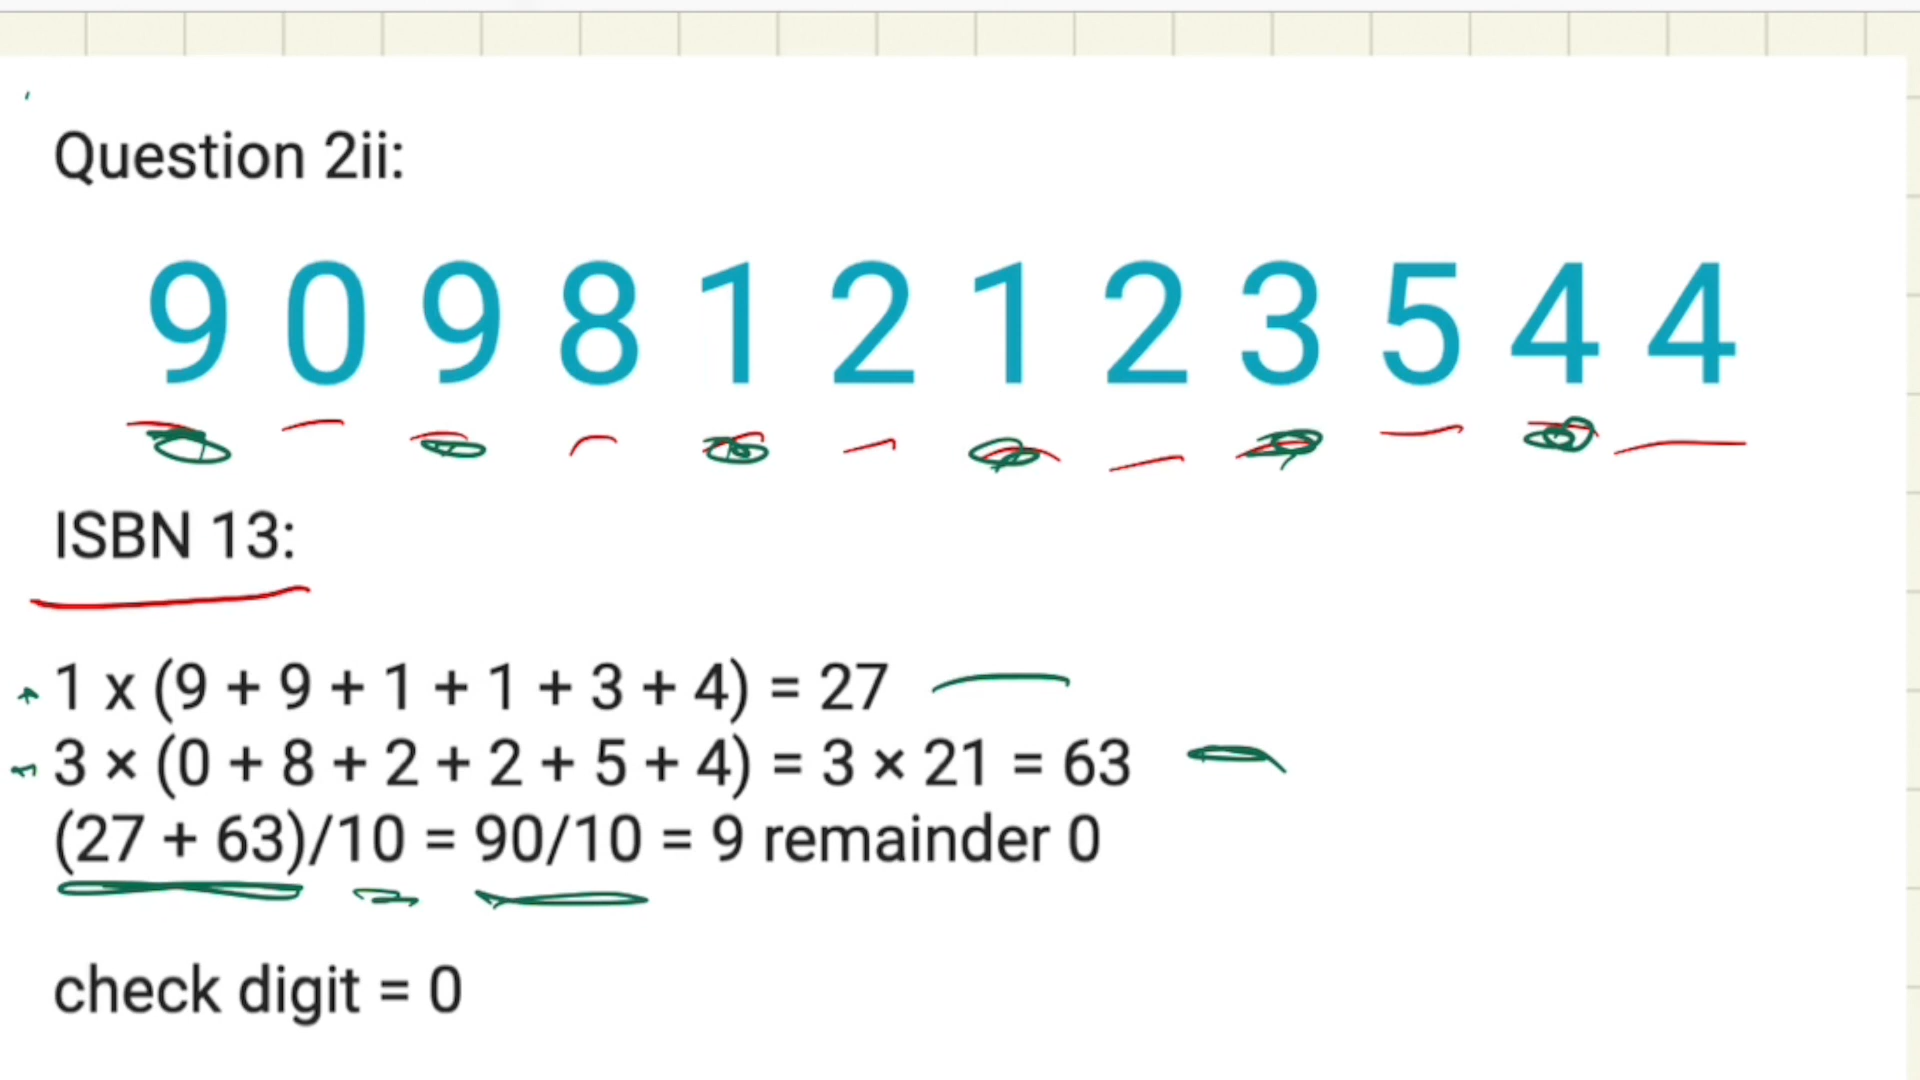 Question 2ii:
9 0 9 8 1 2 1 2 3 5 4 4
ISBN 13:
1 x (9 + 9 + 1 + 1 + 3 + 4) = 27
3 × (0 + 8 + 2 + 2 + 5 + 4) = 3 × 21 = 63
(27 + 63)/10 = 90/10 = 9 remainder 0
check digit = 0